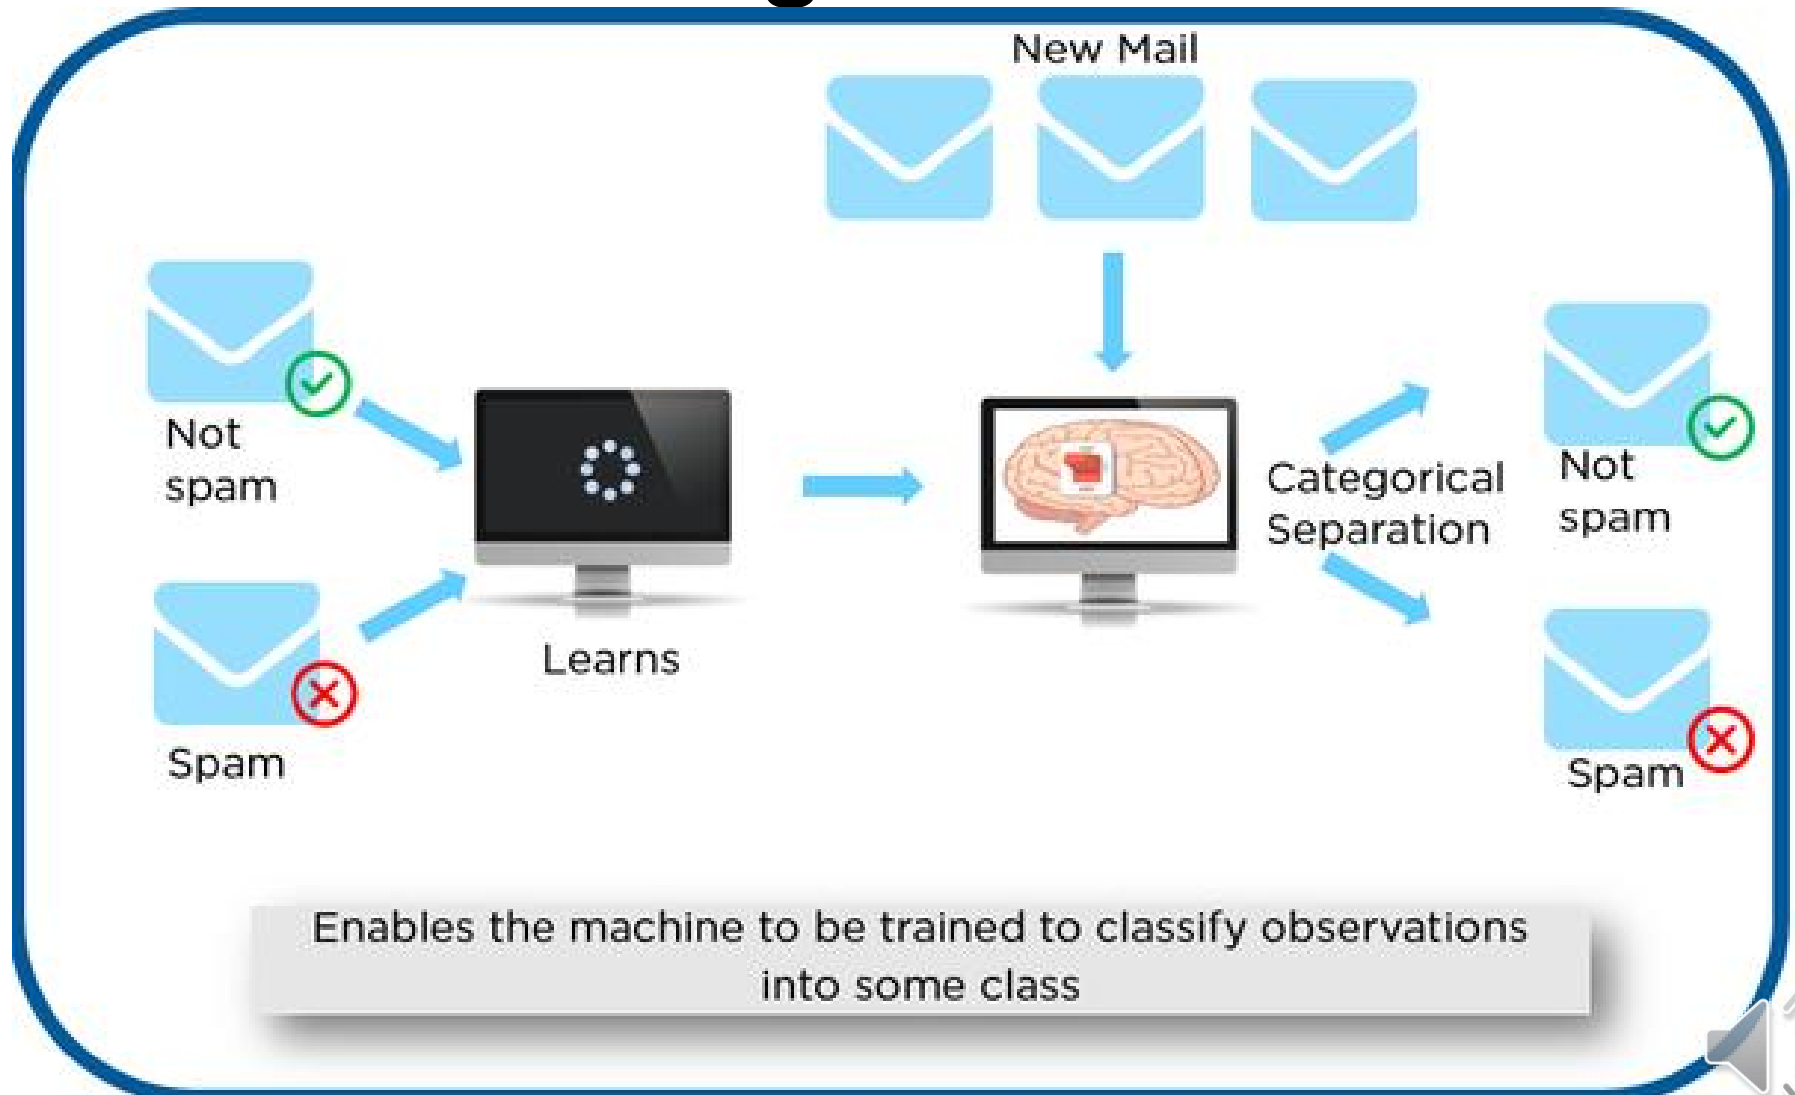 New Mail
Not
spam
Spam
Learns
Categorical
Separation
Not
spam
Spam
Enables the machine to be trained to classify observations
into some class